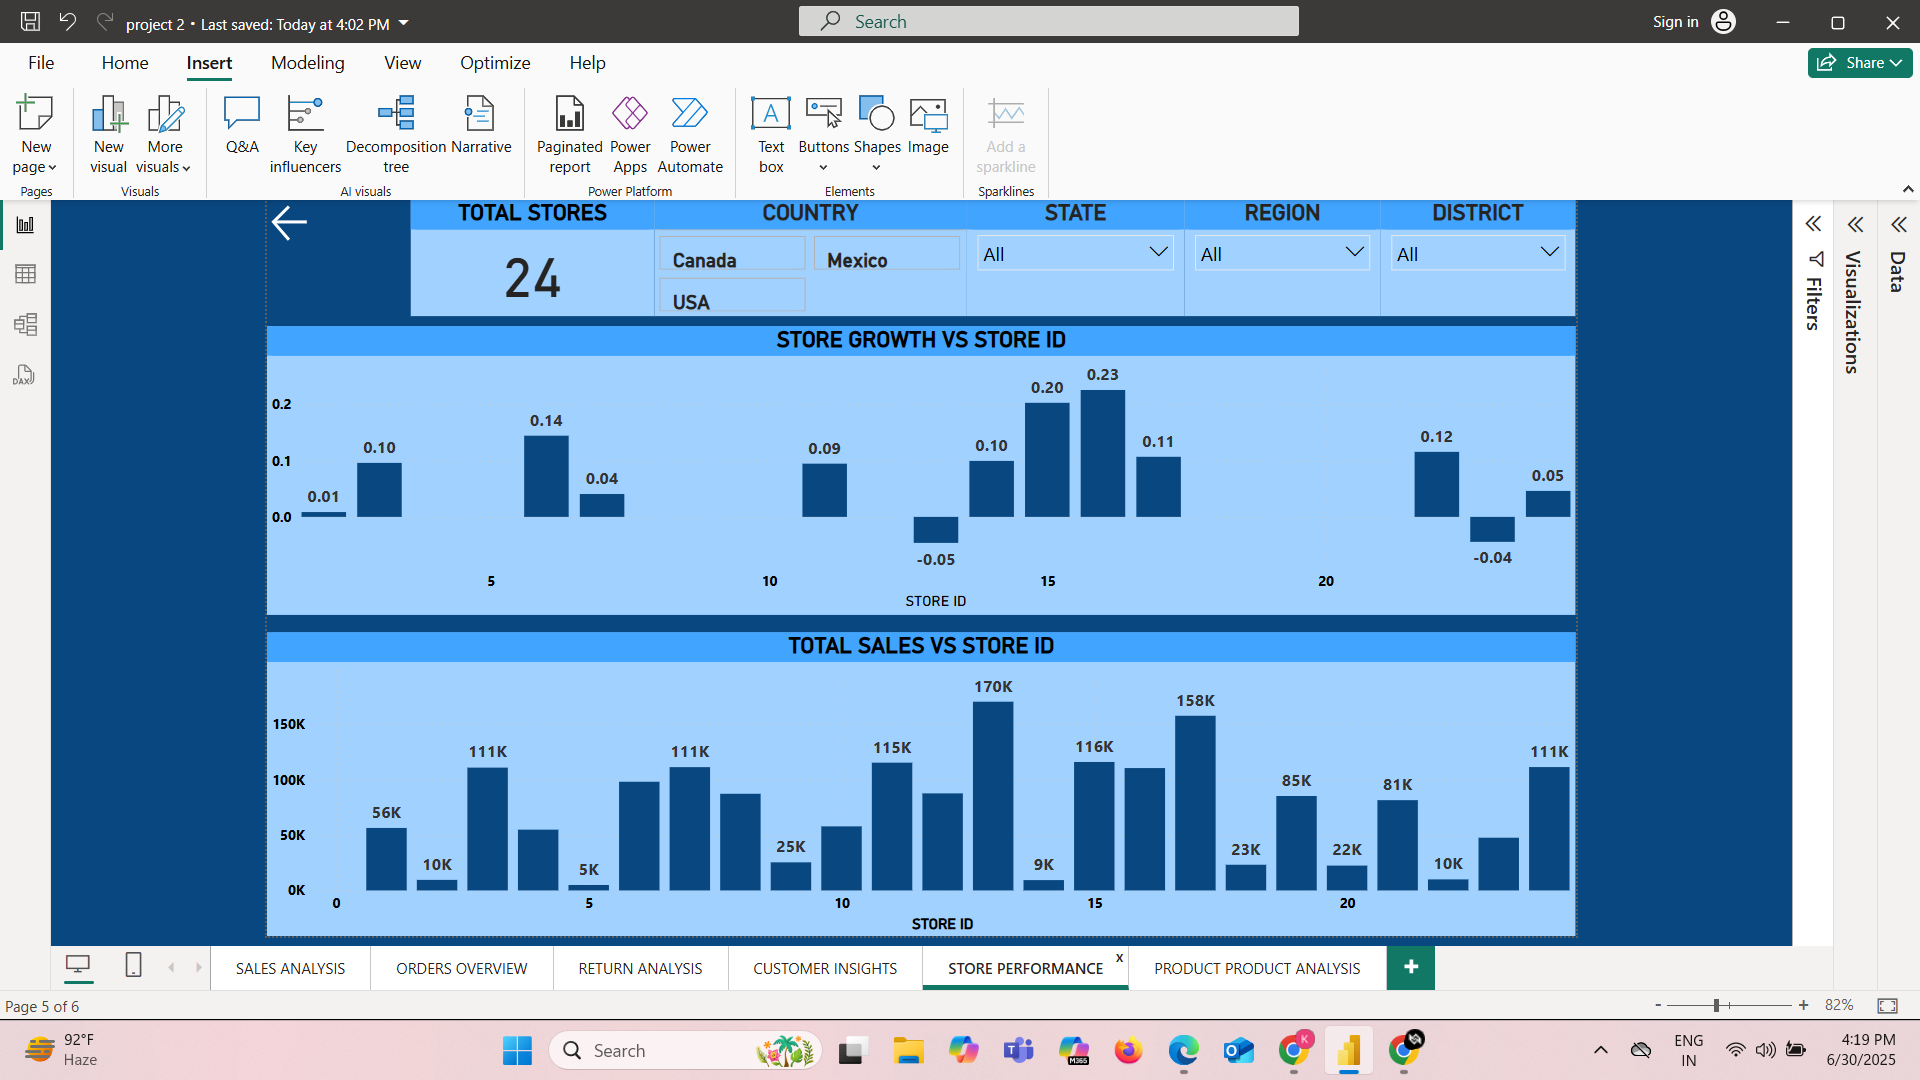 project 2 • Last saved: Today at 4:02 PM
Search
Sign in
File Home Insert Modeling View Optimize Help
Share
New page
New visual
More visuals
Q&A
Key influencers
Decomposition tree
Narrative
Paginated report
Power Apps
Power Automate
Text box
Buttons
Shapes
Image
Add a sparkline
Pages Visuals AI visuals Power Platform Elements Sparklines
DAX
TOTAL STORES COUNTRY STATE REGION DISTRICT
24
Canada Mexico
USA
All All All
Filters
Visualizations
Data
STORE GROWTH VS STORE ID
0.2
0.1
0.0
0.01 0.10 0.14 0.04 0.09 -0.05 0.10 0.20 0.23 0.11 0.12 -0.04 0.05
5 10 15 20
STORE ID
TOTAL SALES VS STORE ID
150K
100K
50K
0K
56K 10K 111K 5K 111K 25K 115K 170K 9K 116K 158K 23K 85K 22K 81K 10K 111K
0 5 10 15 20
STORE ID
SALES ANALYSIS ORDERS OVERVIEW RETURN ANALYSIS CUSTOMER INSIGHTS STORE PERFORMANCE x PRODUCT PRODUCT ANALYSIS +
Page 5 of 6
- + 82%
92°F
Haze
Search
M365
K
ENG
IN
4:19 PM
6/30/2025